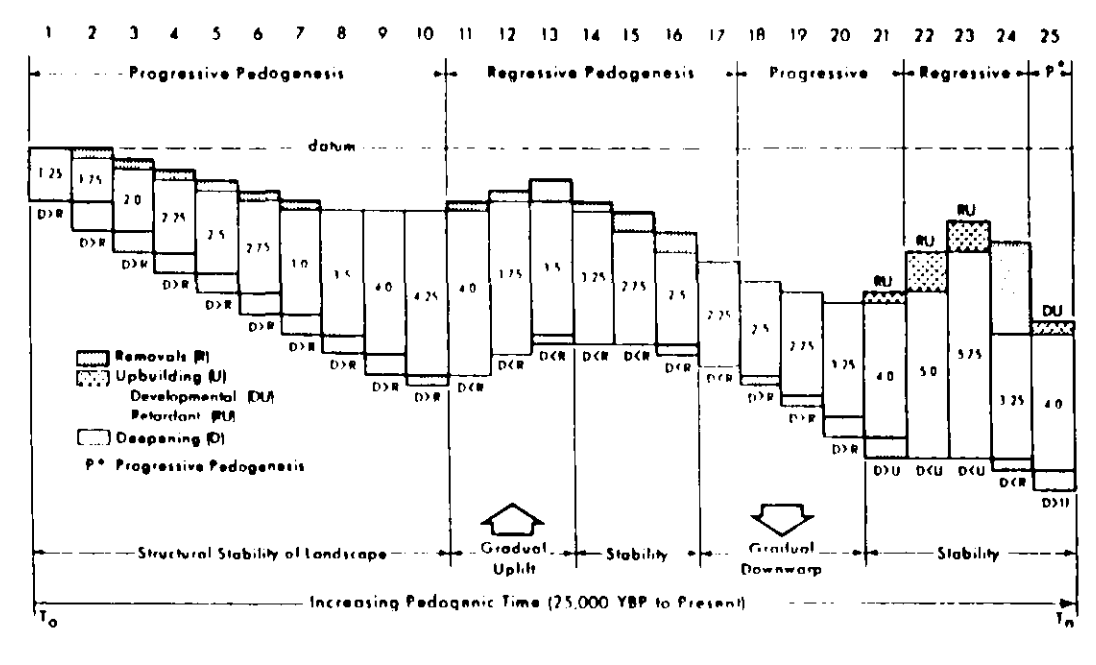 1 2 3 4 5 6 7 8 9 10 11 12 13 14 15 16 17 18 19 20 21 22 23 24 25
Progressive Pedogenesis Regressive Pedogenesis Progressive Regressive P*
datum
1.25 1.75 2.0 2.25 2.5 2.75 3.0 3.5 4.0 4.25 4.0 3.75 3.5 3.25 2.75 2.5 2.25 2.5 2.75 3.25 4.0 5.0 5.75 3.25 4.0
RU RU RU DU
D>R D>R D>R D>R D>R D>R D>R D>R D>R D>R D<R D<R D<R D<R D<R D<R D<R D>R D>R D>R D>U D<U D<U D<R D>U
Removals (R)
Upbuilding (U)
Developmental (DU)
Retardant (RU)
Deepening (D)
P* Progressive Pedogenesis
Structural Stability of Landscape Gradual Stability Gradual Stability
Uplift Downwarp
Increasing Pedogenic Time (25,000 YBP to Present)
To Tn